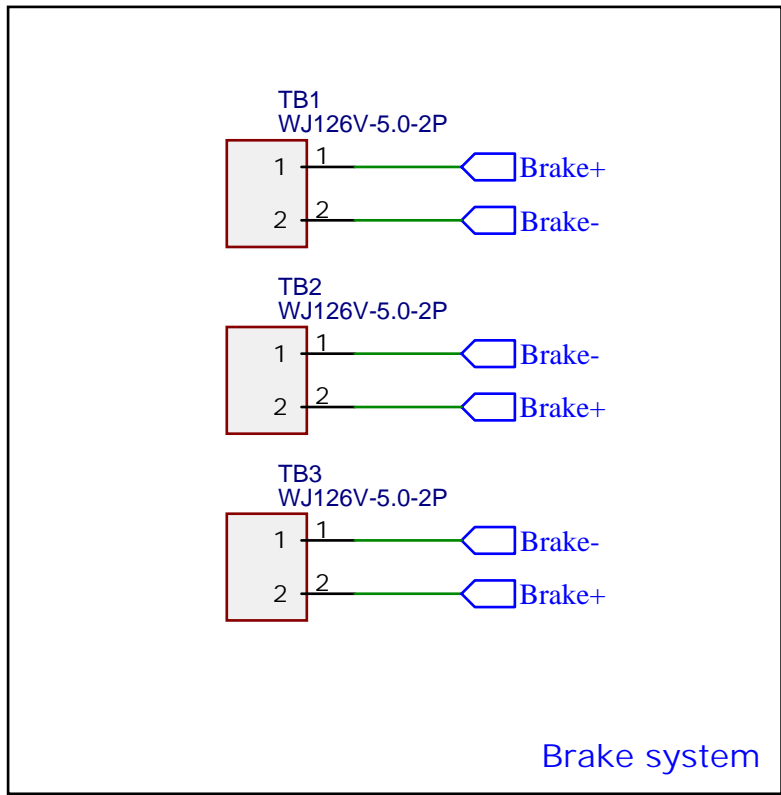 TB1
WJ126V-5.0-2P
1 1 Brake+
2 2 Brake-
TB2
WJ126V-5.0-2P
1 1 Brake-
2 2 Brake+
TB3
WJ126V-5.0-2P
1 1 Brake-
2 2 Brake+
Brake system